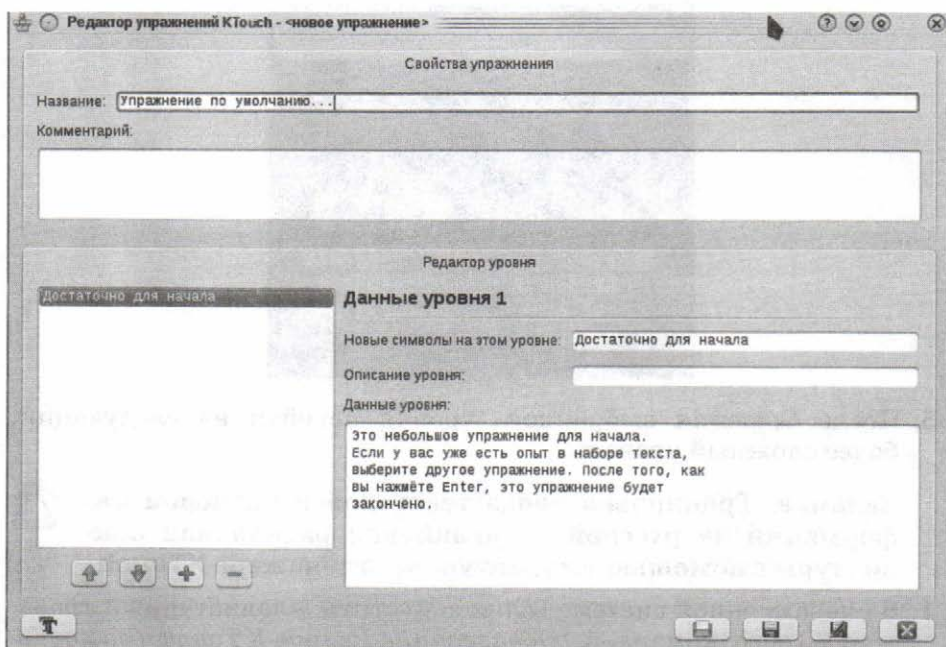 Редактор упражнений KTouch - <новое упражнение>
Свойства упражнения
Название: Упражнение по умолчанию...
Комментарий:
Редактор уровня
Достаточно для начала
Данные уровня 1
Новые символы на этом уровне: Достаточно для начала
Описание уровня:
Данные уровня:
Это небольшое упражнение для начала.
Если у вас уже есть опыт в наборе текста,
выберите другое упражнение. После того, как
вы нажмёте Enter, это упражнение будет
закончено.
T